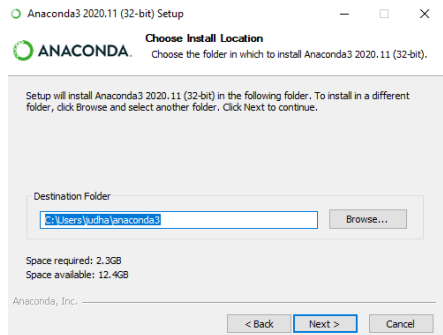 Anaconda3 2020.11 (32-bit) Setup
Choose Install Location
ANACONDA.
Choose the folder in which to install Anaconda3 2020.11 (32-bit).
Setup will install Anaconda3 2020.11 (32-bit) in the following folder. To install in a different
folder, click Browse and select another folder. Click Next to continue.
Destination Folder
C:\Users\judha\anaconda3
Browse...
Space required: 2.3GB
Space available: 12.4GB
Anaconda, Inc.
< Back
Next >
Cancel